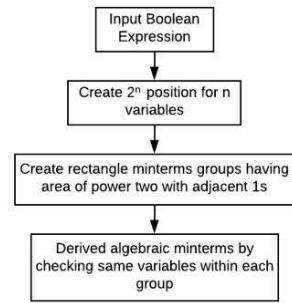 Input Boolean
Expression
Create 2ⁿ position for n
variables
Create rectangle minterms groups having
area of power two with adjacent 1s
Derived algebraic minterms by
checking same variables within each
group